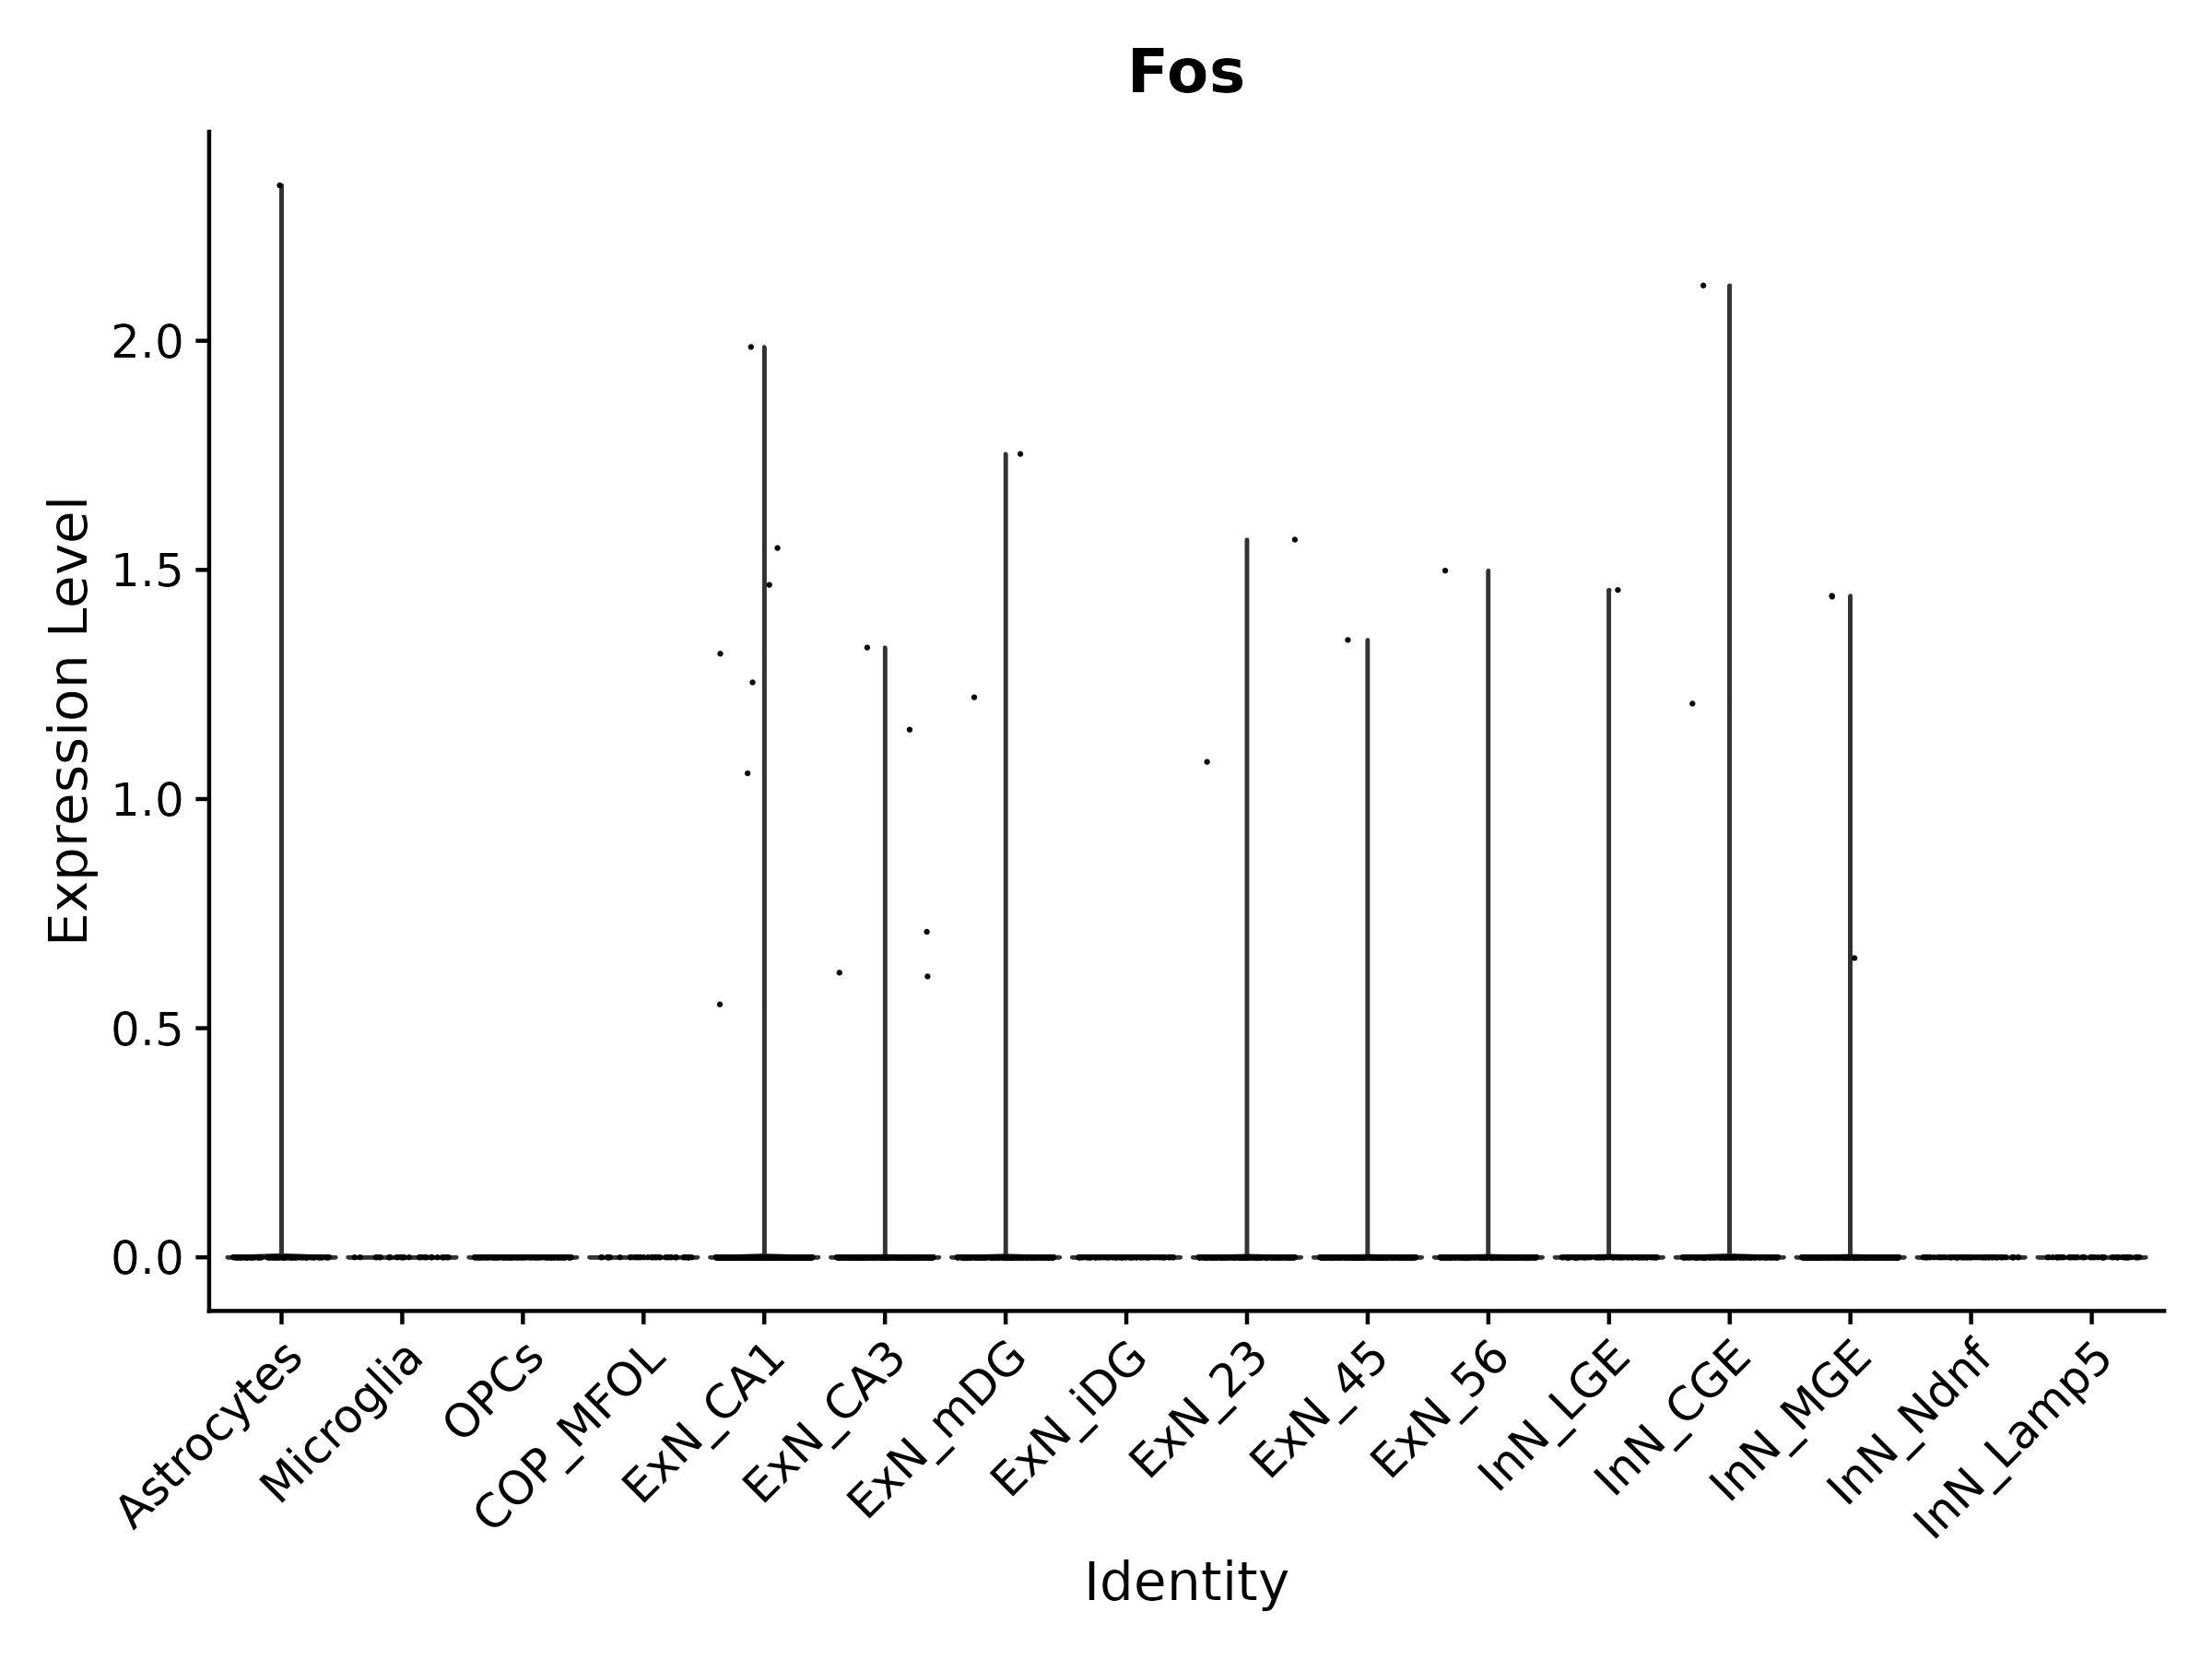 Fos
Expression Level
2.0
1.5
1.0
0.5
0.0
Astrocytes
Microglia
OPCs
COP_MFOL
ExN_CA1
ExN_CA3
ExN_mDG
ExN_iDG
ExN_23
ExN_45
ExN_56
InN_LGE
InN_CGE
InN_MGE
InN_Ndnf
InN_Lamp5
Identity